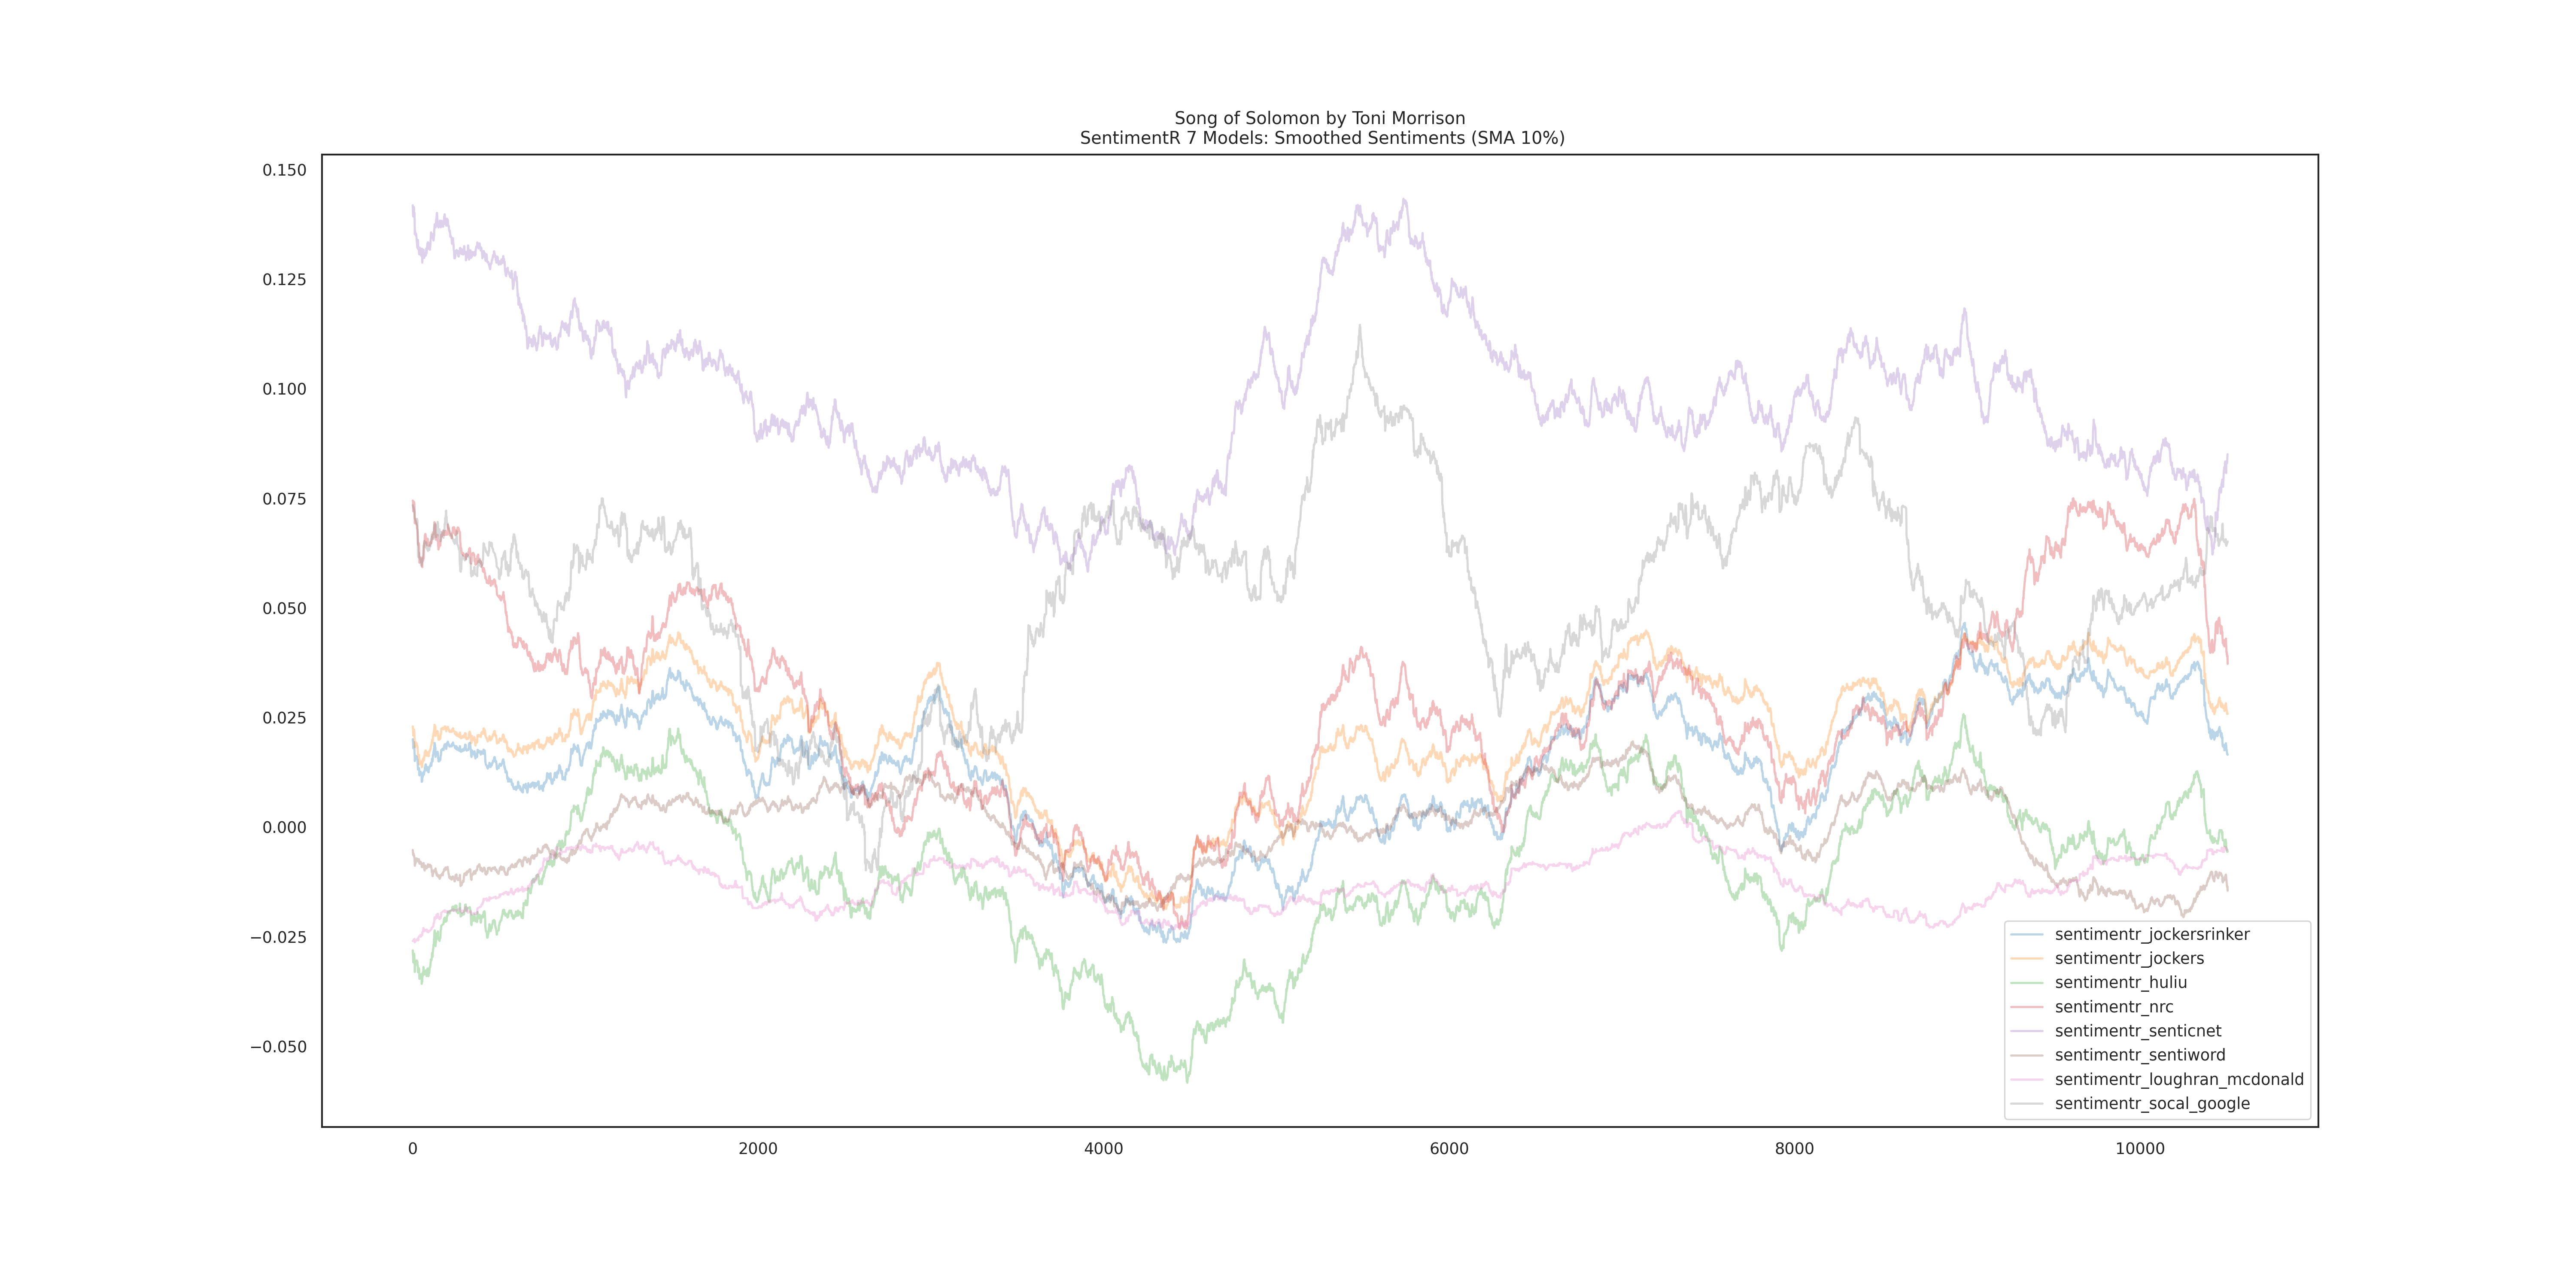 Song of Solomon by Toni Morrison
SentimentR 7 Models: Smoothed Sentiments (SMA 10%)
0.150
0.125
0.100
0.075
0.050
0.025
0.000
−0.025
−0.050
0 2000 4000 6000 8000 10000
sentimentr_jockersrinker
sentimentr_jockers
sentimentr_huliu
sentimentr_nrc
sentimentr_senticnet
sentimentr_sentiword
sentimentr_loughran_mcdonald
sentimentr_socal_google